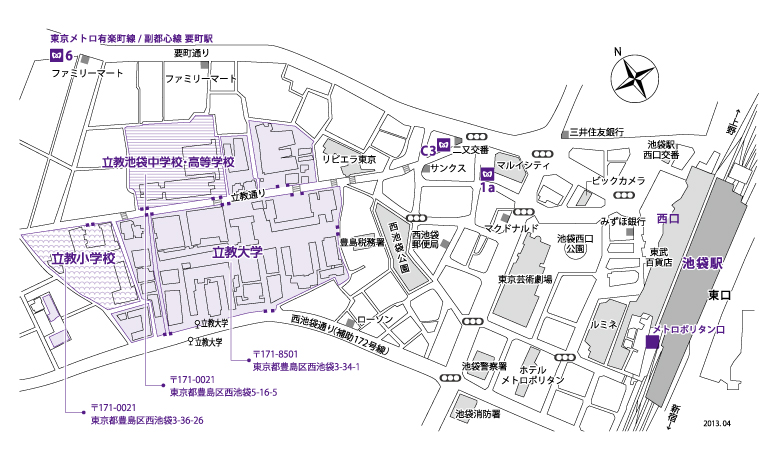 東京メトロ有楽町線 / 副都心線 要町駅
6
要町通り
ファミリーマート
ファミリーマート
N
上野
三井住友銀行
C3
二又交番
池袋駅
西口交番
立教池袋中学校・高等学校
リビエラ東京
サンクス
マルイシティ
1a
ビックカメラ
立教通り
西口
マクドナルド
みずほ銀行
立教小学校
立教大学
豊島税務署
西池袋公園
西池袋
郵便局
池袋西口
公園
東武
百貨店
池袋駅
東口
東京芸術劇場
立教大学
立教大学
ローソン
西池袋通り(補助172号線)
ルミネ
メトロポリタン口
〒171-8501
東京都豊島区西池袋3-34-1
池袋警察署
ホテル
メトロポリタン
〒171-0021
東京都豊島区西池袋5-16-5
〒171-0021
東京都豊島区西池袋3-36-26
池袋消防署
新宿
2013. 04